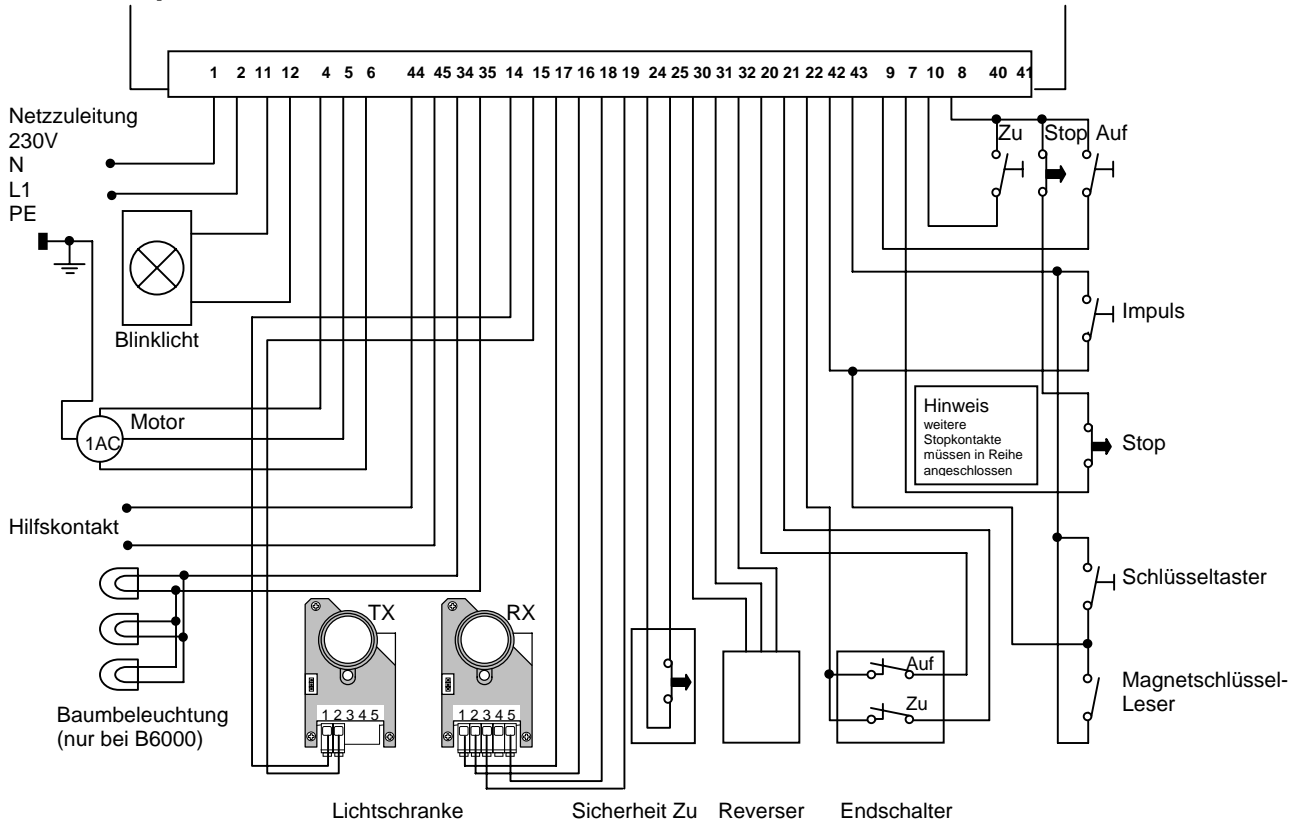 1 2 11 12 4 5 6 44 45 34 35 14 15 17 16 18 19 24 25 30 31 32 20 21 22 42 43 9 7 10 8 40 41
Netzzuleitung
230V
N
L1
PE
Zu Stop Auf
Blinklicht
Impuls
Motor
1AC
Hinweis
weitere
Stopkontakte
müssen in Reihe
angeschlossen
Stop
Hilfskontakt
Schlüseltaster
TX
RX
Auf
Zu
1 2 3 4 5
1 2 3 4 5
Magnetschlüssel-
Leser
Baumbeleuchtung
(nur bei B6000)
Lichtschranke Sicherheit Zu Reverser Endschalter